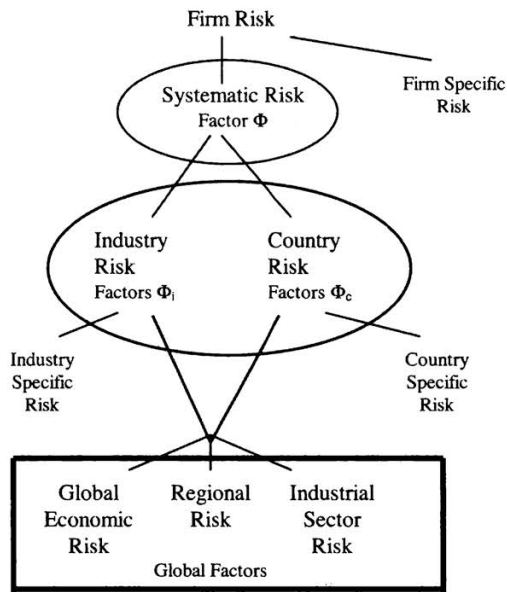 Firm Risk
Firm Specific
Risk
Systematic Risk
Factor Φ
Industry
Risk
Factors Φi
Country
Risk
Factors Φc
Industry
Specific
Risk
Country
Specific
Risk
Global
Economic
Risk
Regional
Risk
Industrial
Sector
Risk
Global Factors